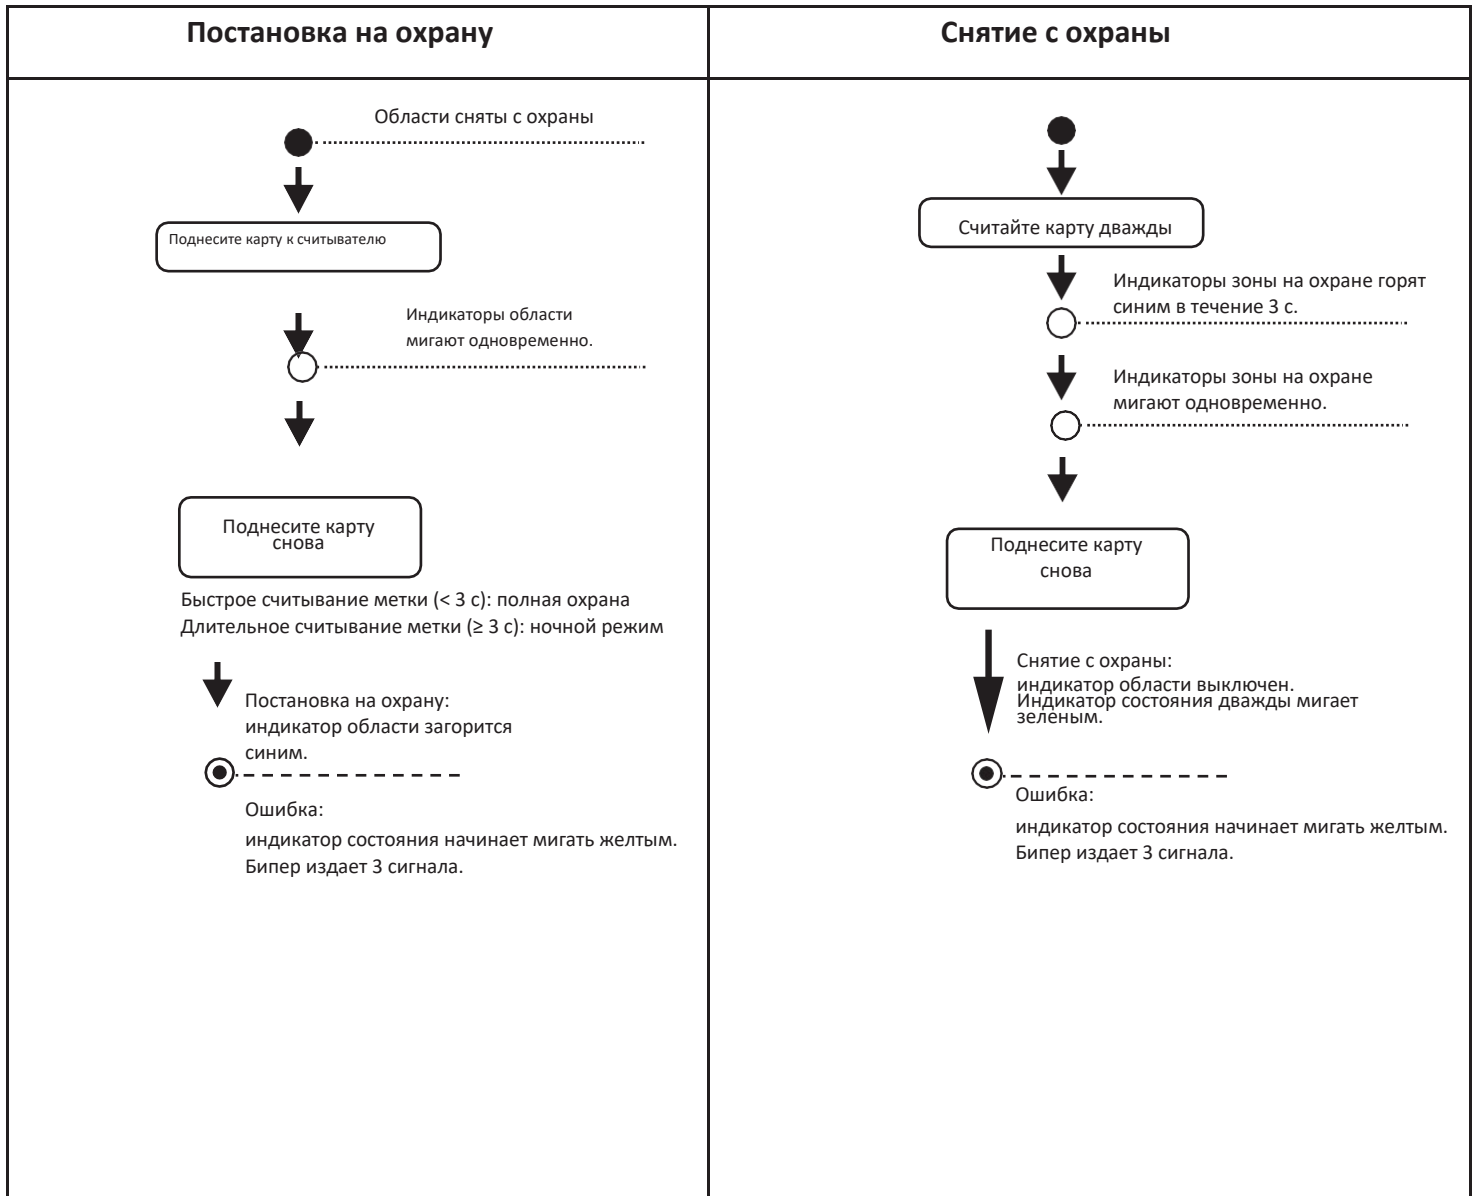 Постановка на охрану
Области сняты с охраны
Поднесите карту к считывателю
Индикаторы области
мигают одновременно.
Поднесите карту
снова
Быстрое считывание метки (< 3 с): полная охрана
Длительное считывание метки (≥ 3 с): ночной режим
Постановка на охрану:
индикатор области загорится
синим.
Ошибка:
индикатор состояния начинает мигать желтым.
Бипер издает 3 сигнала.
Снятие с охраны
Считайте карту дважды
Индикаторы зоны на охране горят
синим в течение 3 с.
Индикаторы зоны на охране
мигают одновременно.
Поднесите карту
снова
Снятие с охраны:
индикатор области выключен.
Индикатор состояния дважды мигает
зеленым.
Ошибка:
индикатор состояния начинает мигать желтым.
Бипер издает 3 сигнала.